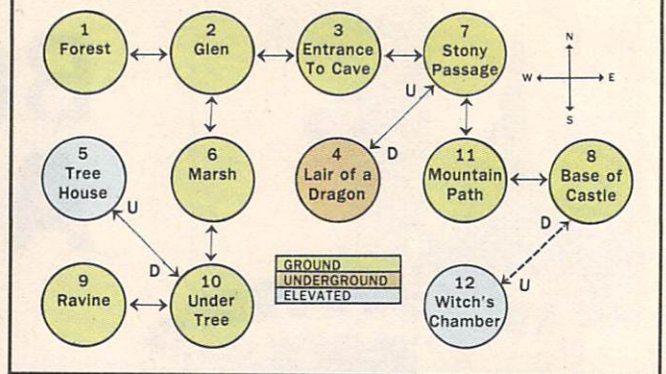 1
Forest
2
Glen
3
Entrance
To Cave
7
Stony
Passage
N
W
E
S
U
D
5
Tree
House
6
Marsh
4
Lair of a
Dragon
11
Mountain
Path
8
Base of
Castle
U
D
D
U
9
Ravine
10
Under
Tree
GROUND
UNDERGROUND
ELEVATED
12
Witch's
Chamber